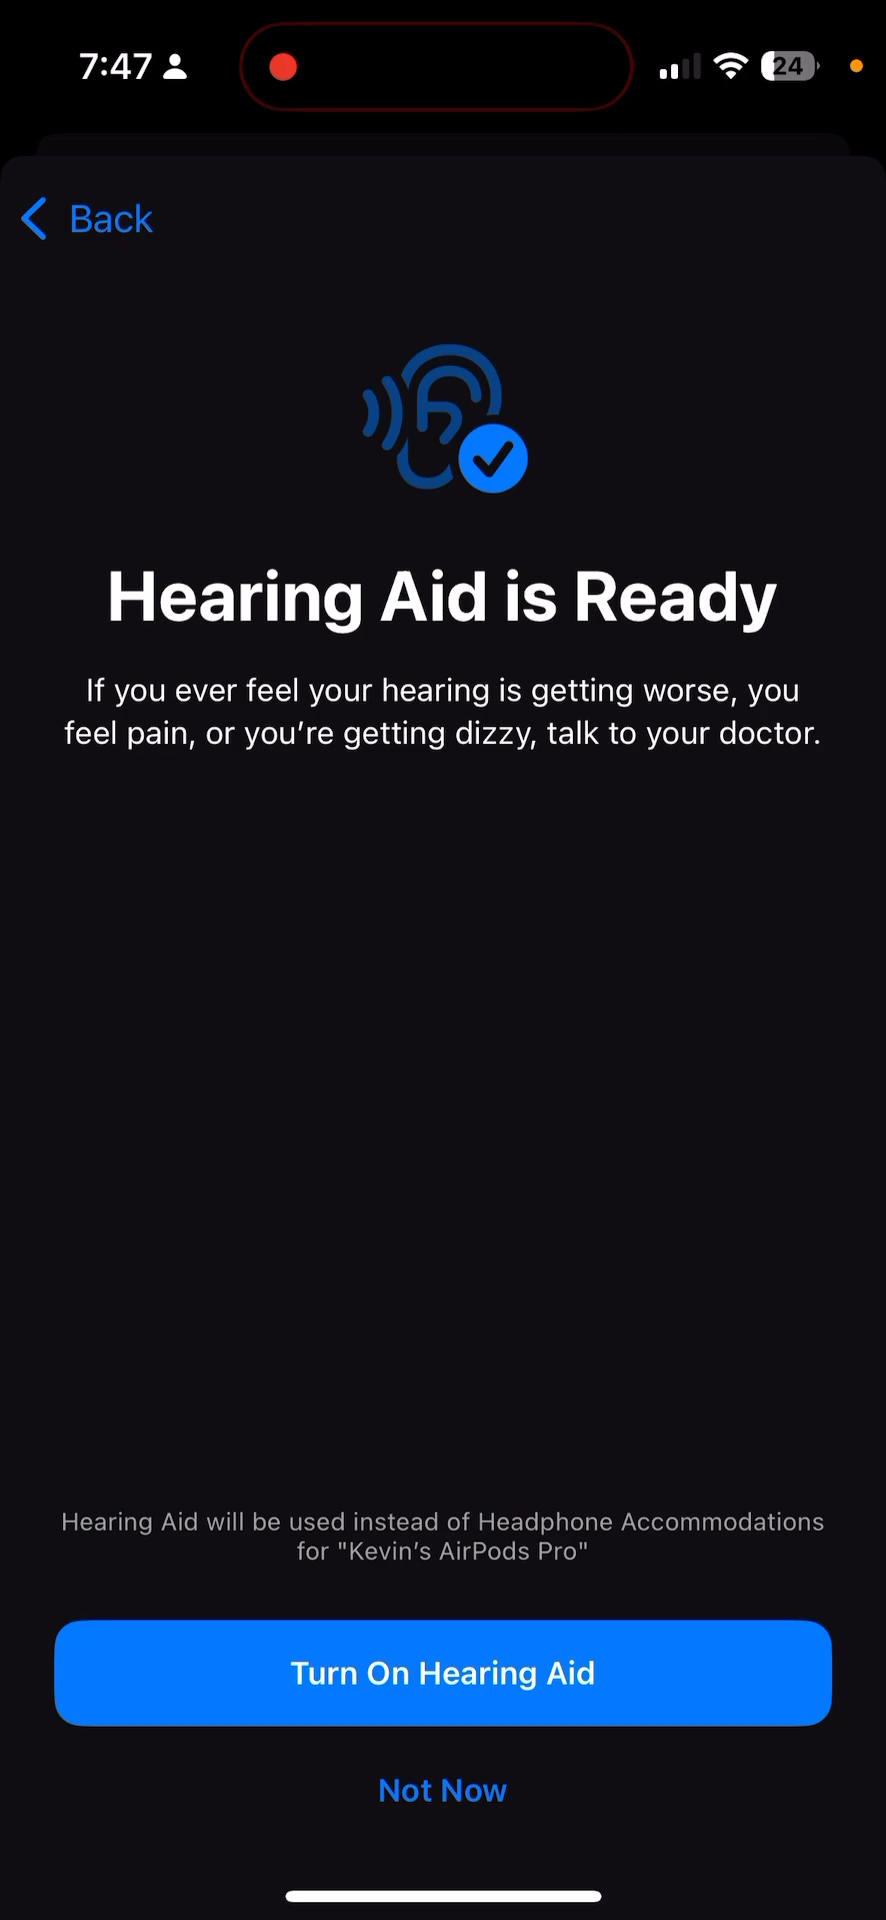 7:47
24
Back
Hearing Aid is Ready
If you ever feel your hearing is getting worse, you
feel pain, or you’re getting dizzy, talk to your doctor.
Hearing Aid will be used instead of Headphone Accommodations
for "Kevin’s AirPods Pro"
Turn On Hearing Aid
Not Now